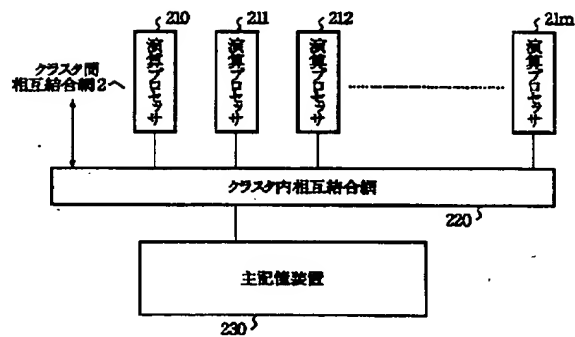 210
211
212
21m
クラスタ間
相互結合網2へ
演算プロセッサ
演算プロセッサ
演算プロセッサ
演算プロセッサ
クラスタ内相互結合網
220
主記憶装置
230